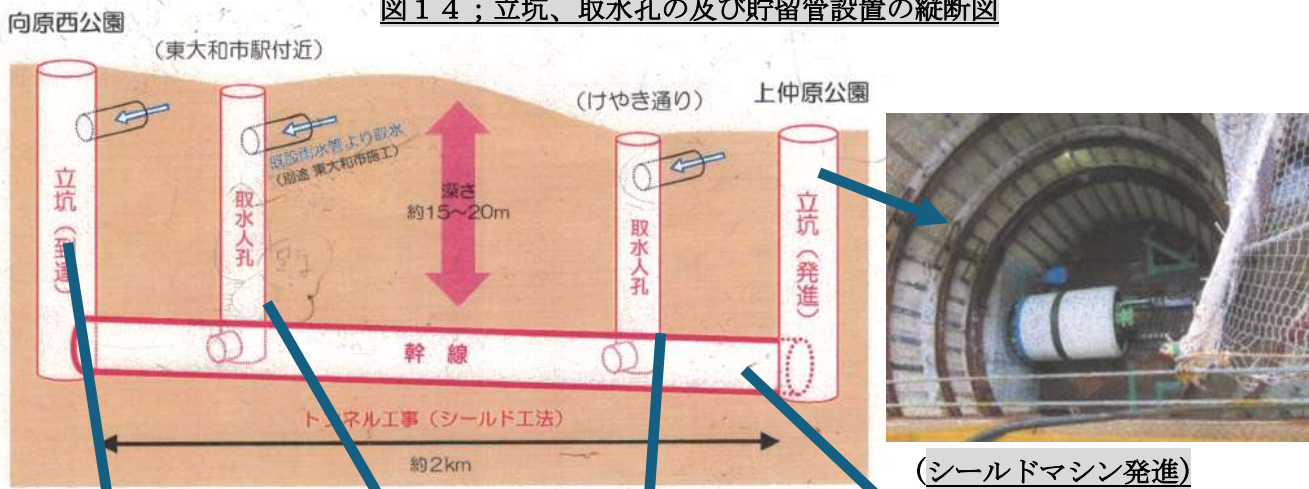 図１４；立坑、取水孔の及び貯留管設置の縦断図
向原西公園
（東大和市駅付近）
（けやき通り）
上仲原公園
既設雨水管より取水
（別途 東大和市施工）
深さ
約15～20m
立坑（到達）
取水人孔
取水人孔
立坑（発進）
幹線
トンネル工事（シールド工法）
約2km
（シールドマシン発進）